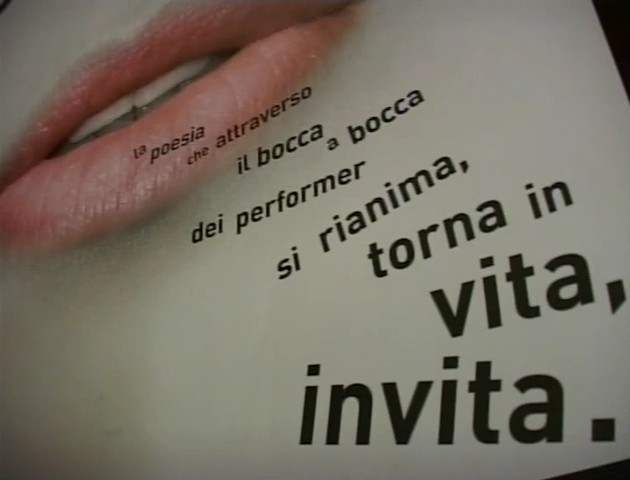 la poesia
che attraverso
il bocca a bocca
dei performer
si rianima,
torna in
vita,
invita.